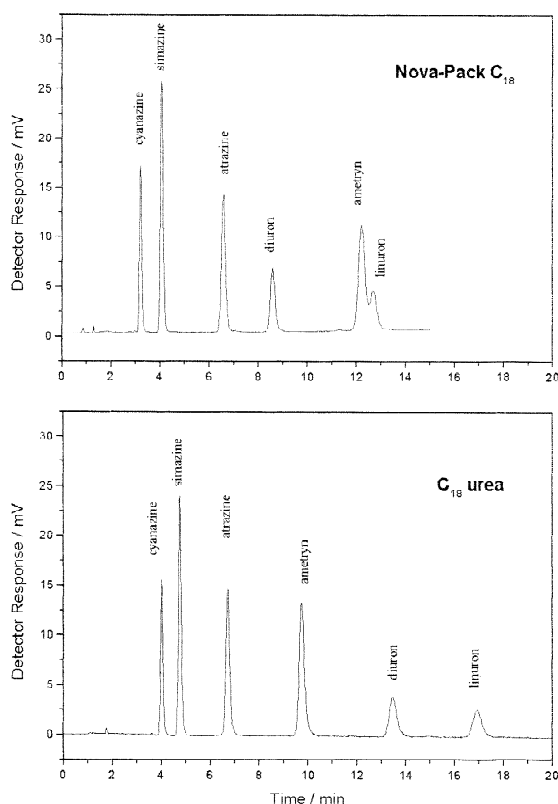 30
25
20
15
10
5
0
Detector Response / mV
cyanazine
simazine
atrazine
diuron
ametryn
linuron
Nova-Pack C18
0 2 4 6 8 10 12 14 16 18 20
30
25
20
15
10
5
0
Detector Response / mV
cyanazine
simazine
atrazine
ametryn
diuron
linuron
C18 urea
0 2 4 6 8 10 12 14 16 18 20
Time / min